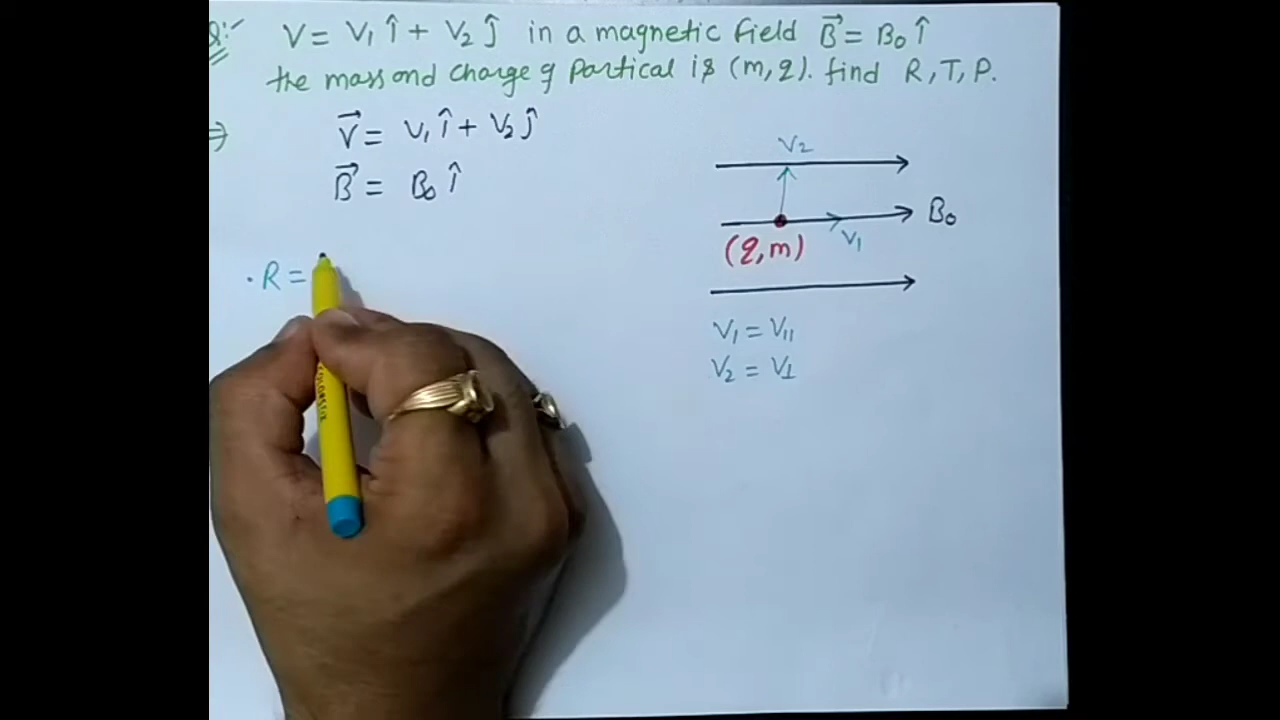 Q:- V = V₁ î + V₂ ĵ in a magnetic field B⃗ = B₀ î
the mass and charge of Partical is (m, q). find R, T, P.
⇒ V⃗ = V₁ î + V₂ ĵ
B⃗ = B₀ î
V₂
B₀
V₁
(q, m)
· R =
V₁ = V₁₁
V₂ = V⊥